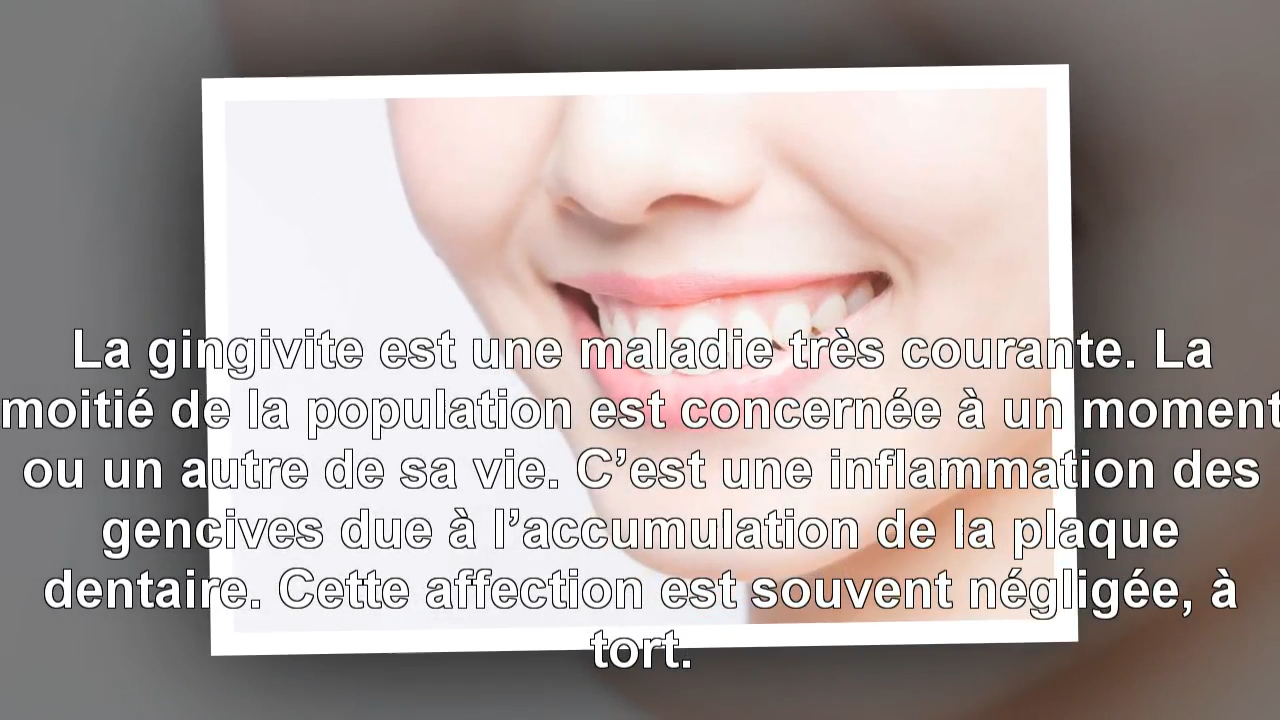 La gingivite est une maladie très courante. La
moitié de la population est concernée à un moment
ou un autre de sa vie. C’est une inflammation des
gencives due à l’accumulation de la plaque
dentaire. Cette affection est souvent négligée, à
tort.